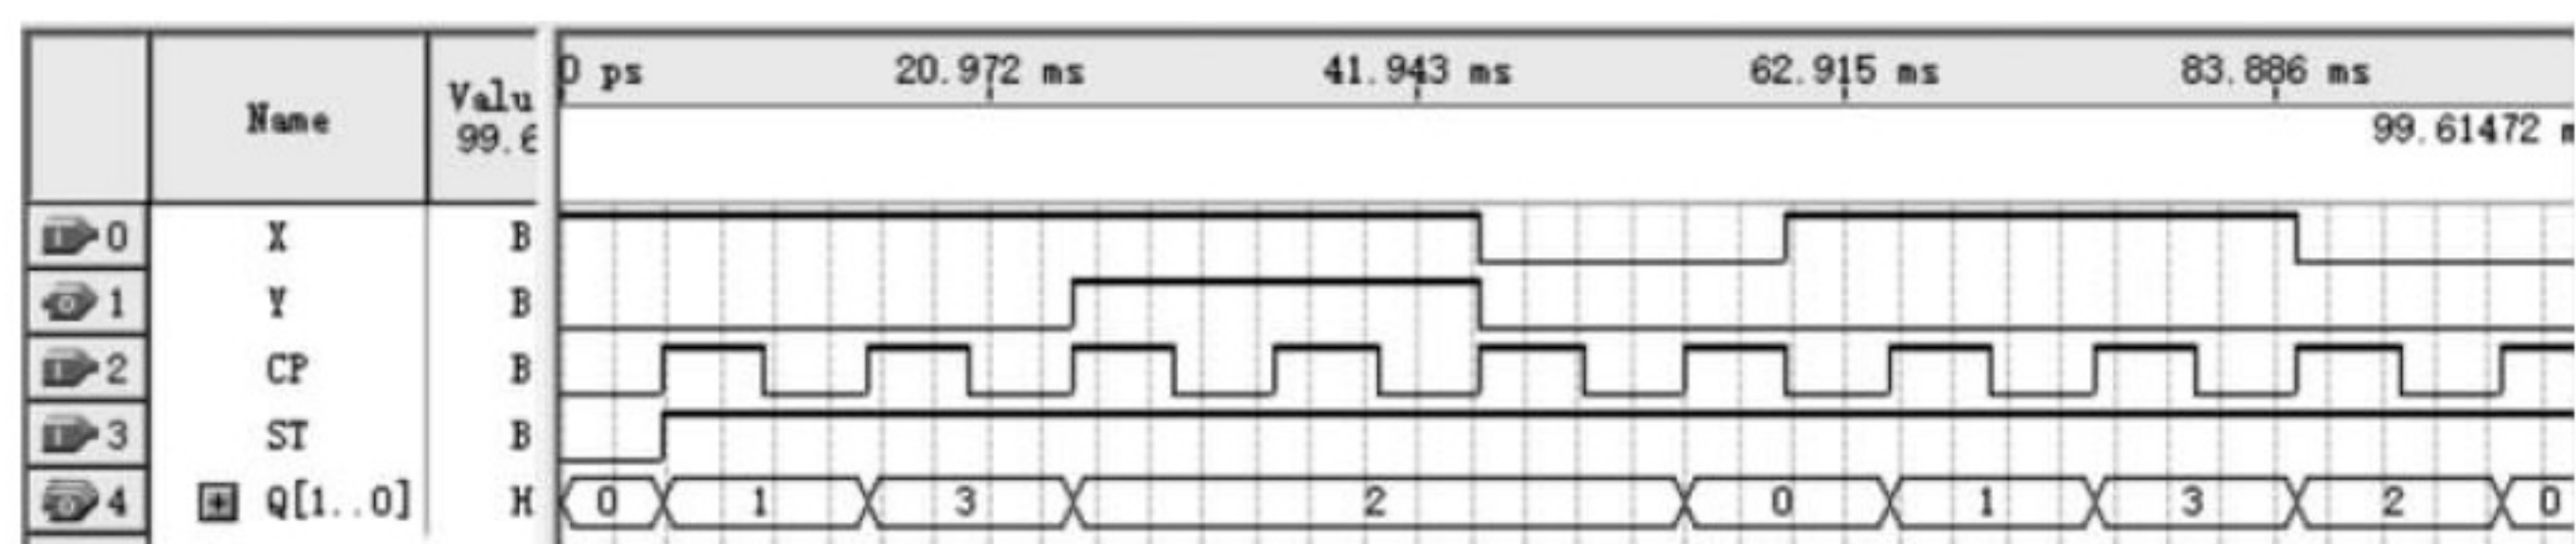 0 ps 20.972 ms 41.943 ms 62.915 ms 83.886 ms
Name Valu
99.6
99.61472 m
0 X B
1 Y B
2 CP B
3 ST B
4 Q[1..0] H 0 1 3 2 0 1 3 2 0